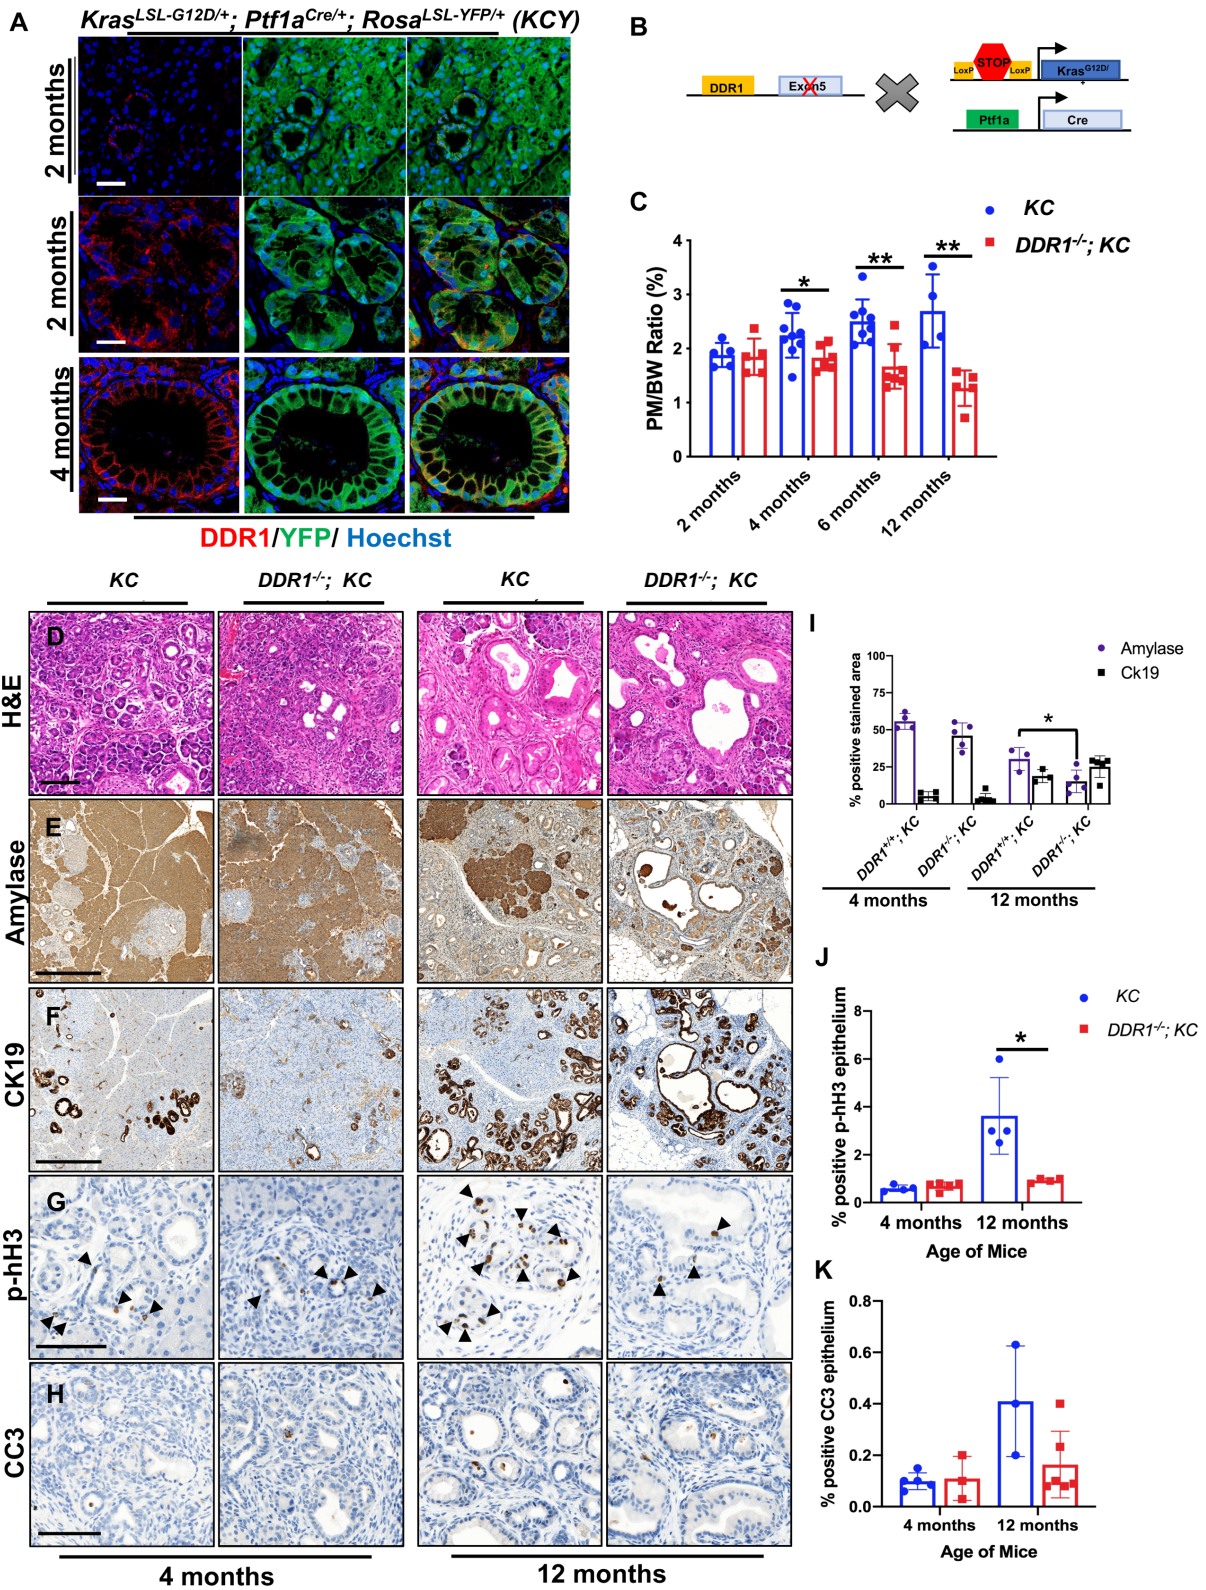 A
Kras^LSL-G12D/+; Ptf1a^Cre/+; Rosa^LSL-YFP/+ (KCY)
2 months
2 months
4 months
DDR1/YFP/ Hoechst
B
DDR1
Exon5
LoxP
STOP
LoxP
Kras^G12D/
+
Ptf1a
Cre
C
KC
DDR1^-/-; KC
PM/BW Ratio (%)
4
3
2
1
0
*
**
**
2 months
4 months
6 months
12 months
KC
DDR1^-/-; KC
KC
DDR1^-/-; KC
D
H&E
E
Amylase
F
CK19
G
p-hH3
H
CC3
4 months
12 months
I
Amylase
Ck19
% positive stained area
100
75
50
25
0
*
DDR1^+/+; KC
DDR1^-/-; KC
DDR1^+/+; KC
DDR1^-/-; KC
4 months
12 months
J
KC
DDR1^-/-; KC
% positive p-hH3 epithelium
8
6
4
2
0
*
4 months
12 months
Age of Mice
K
% positive CC3 epithelium
0.8
0.6
0.4
0.2
0.0
4 months
12 months
Age of Mice